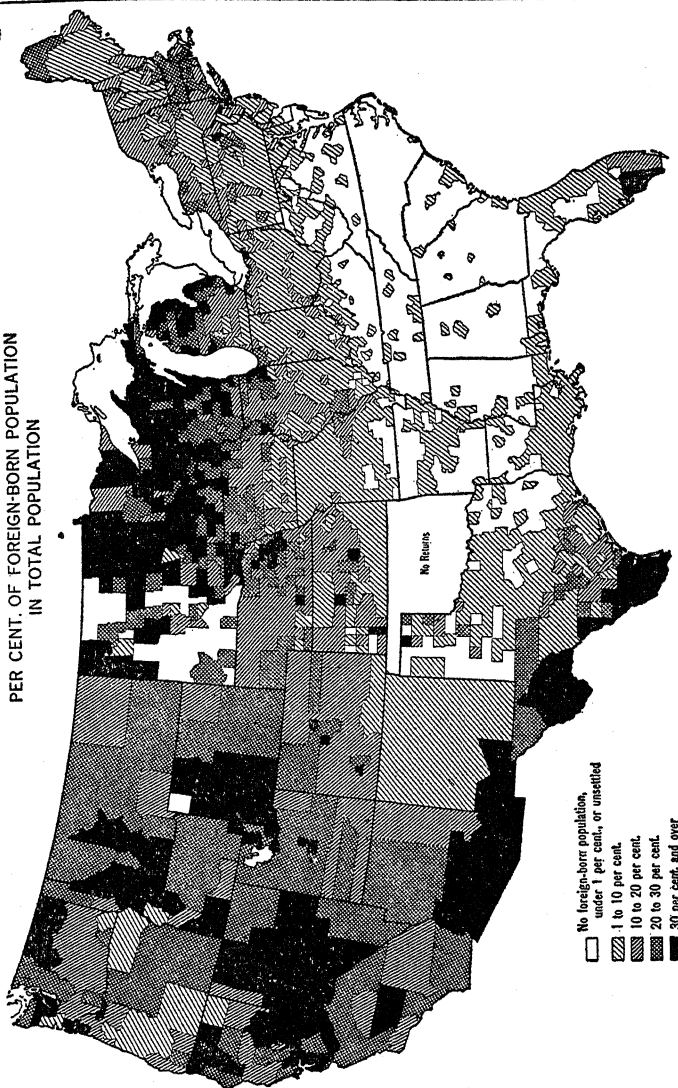 PER CENT. OF FOREIGN-BORN POPULATION
IN TOTAL POPULATION
No Returns
No foreign-born population,
under 1 per cent., or unsettled
1 to 10 per cent.
10 to 20 per cent.
20 to 30 per cent.
30 per cent. and over